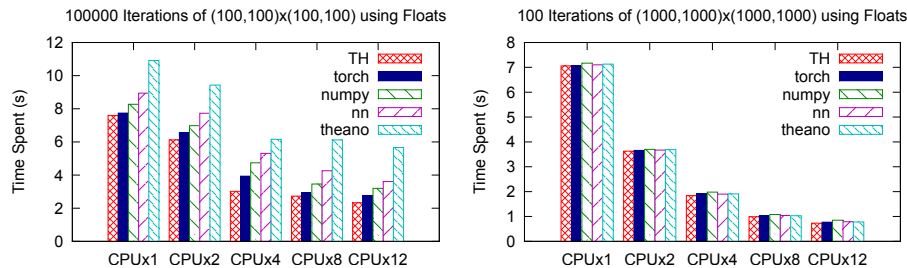 100000 Iterations of (100,100)x(100,100) using Floats
12
10
8
6
4
2
0
Time Spent (s)
TH
torch
numpy
nn
theano
CPUx1 CPUx2 CPUx4 CPUx8 CPUx12
100 Iterations of (1000,1000)x(1000,1000) using Floats
8
7
6
5
4
3
2
1
0
Time Spent (s)
TH
torch
numpy
nn
theano
CPUx1 CPUx2 CPUx4 CPUx8 CPUx12